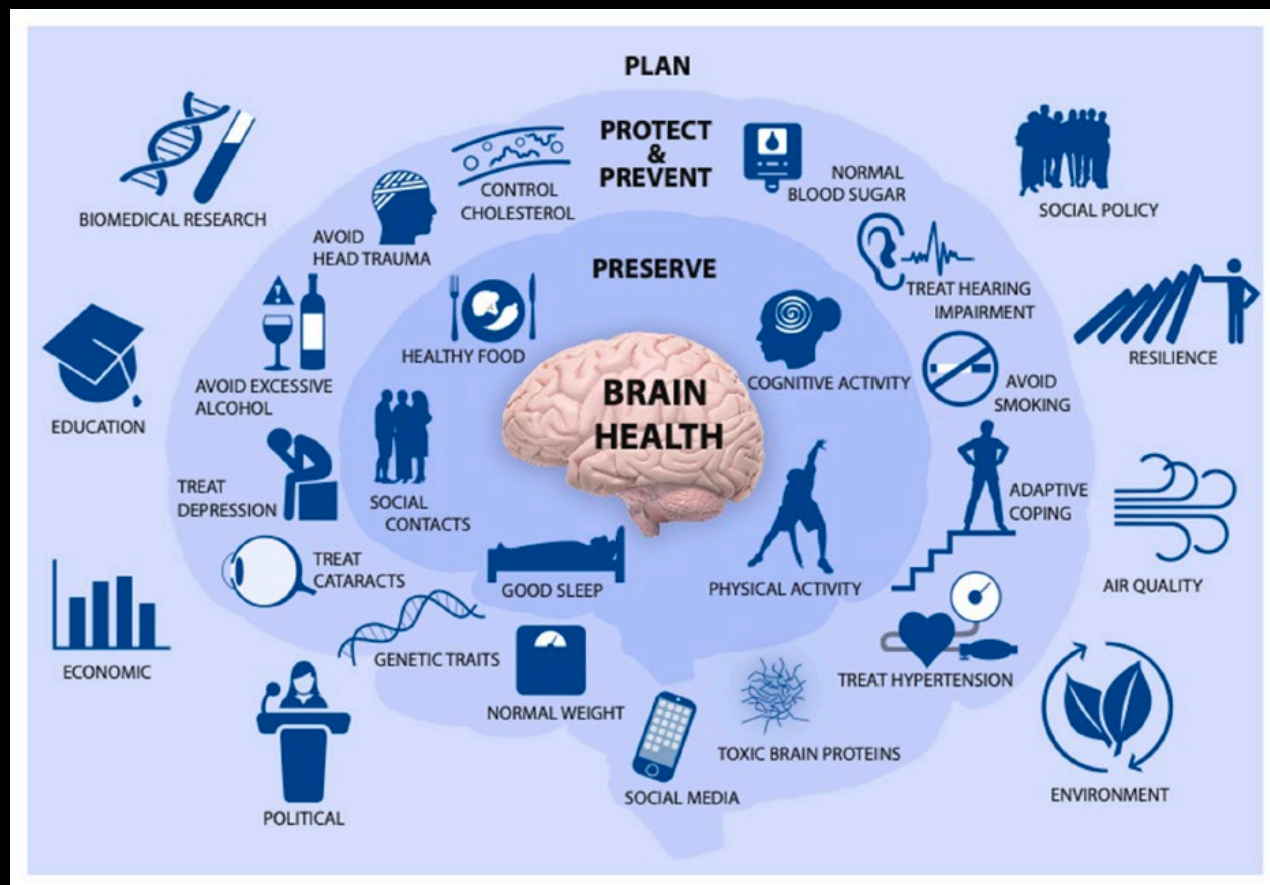 PLAN
PROTECT
&
PREVENT
CONTROL
CHOLESTEROL
NORMAL
BLOOD SUGAR
BIOMEDICAL RESEARCH
SOCIAL POLICY
AVOID
HEAD TRAUMA
PRESERVE
TREAT HEARING
IMPAIRMENT
HEALTHY FOOD
COGNITIVE ACTIVITY
RESILIENCE
AVOID EXCESSIVE
ALCOHOL
AVOID
SMOKING
BRAIN
HEALTH
EDUCATION
TREAT
DEPRESSION
SOCIAL
CONTACTS
ADAPTIVE
COPING
TREAT
CATARACTS
GOOD SLEEP
PHYSICAL ACTIVITY
AIR QUALITY
ECONOMIC
GENETIC TRAITS
TREAT HYPERTENSION
NORMAL WEIGHT
TOXIC BRAIN PROTEINS
SOCIAL MEDIA
ENVIRONMENT
POLITICAL